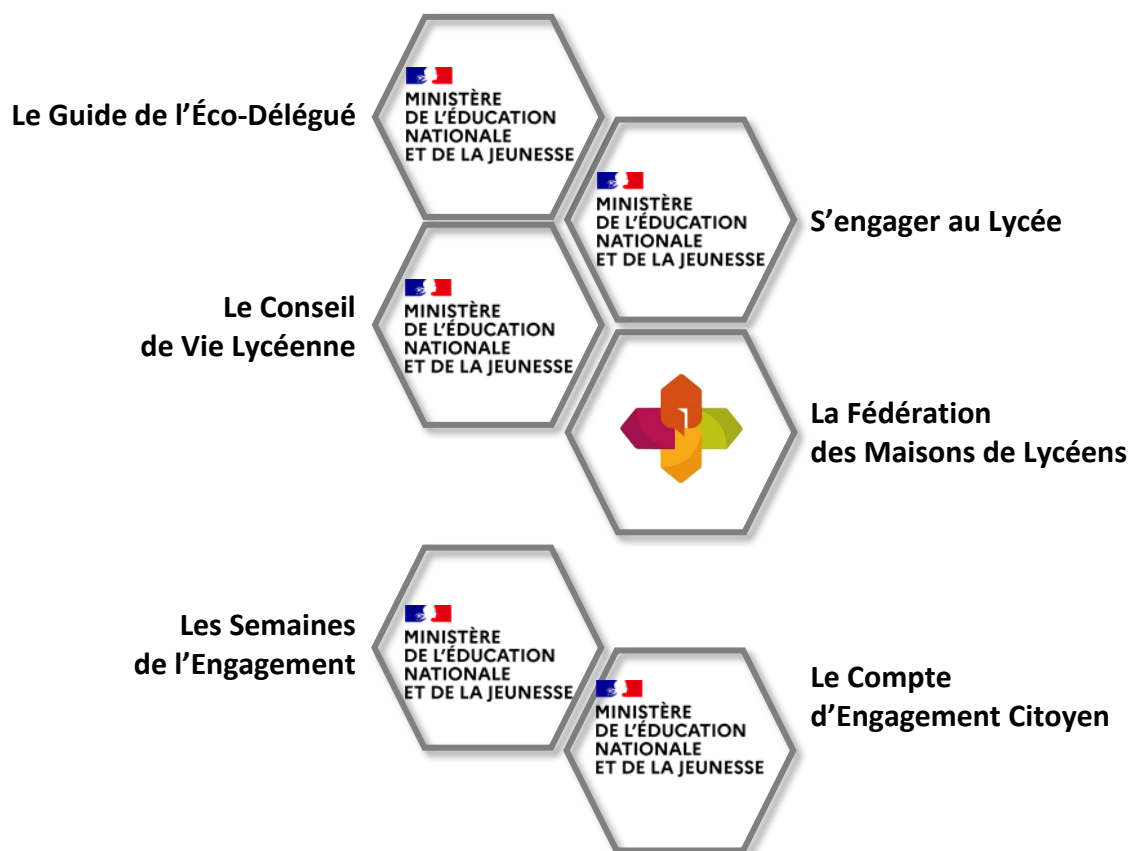 Le Guide de l’Éco-Délégué
MINISTÈRE
DE L’ÉDUCATION
NATIONALE
ET DE LA JEUNESSE
MINISTÈRE
DE L’ÉDUCATION
NATIONALE
ET DE LA JEUNESSE
S’engager au Lycée
Le Conseil
de Vie Lycéenne
MINISTÈRE
DE L’ÉDUCATION
NATIONALE
ET DE LA JEUNESSE
La Fédération
des Maisons de Lycéens
Les Semaines
de l’Engagement
MINISTÈRE
DE L’ÉDUCATION
NATIONALE
ET DE LA JEUNESSE
MINISTÈRE
DE L’ÉDUCATION
NATIONALE
ET DE LA JEUNESSE
Le Compte
d’Engagement Citoyen